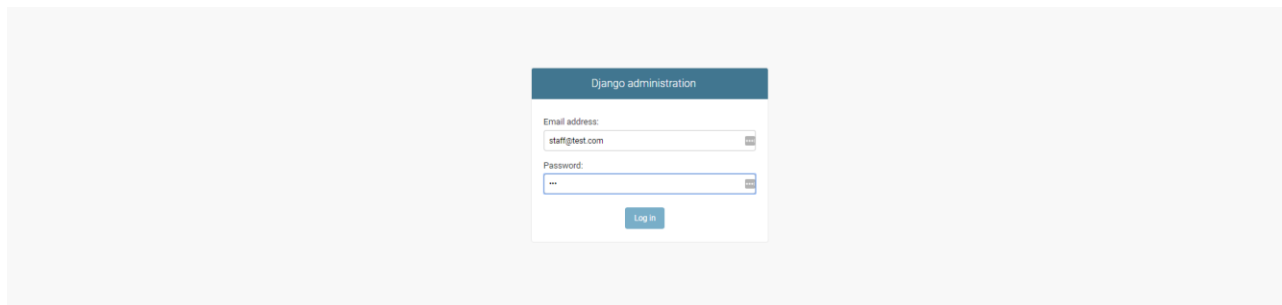 Django administration
Email address:
staff@test.com
Password:
•••
Log in